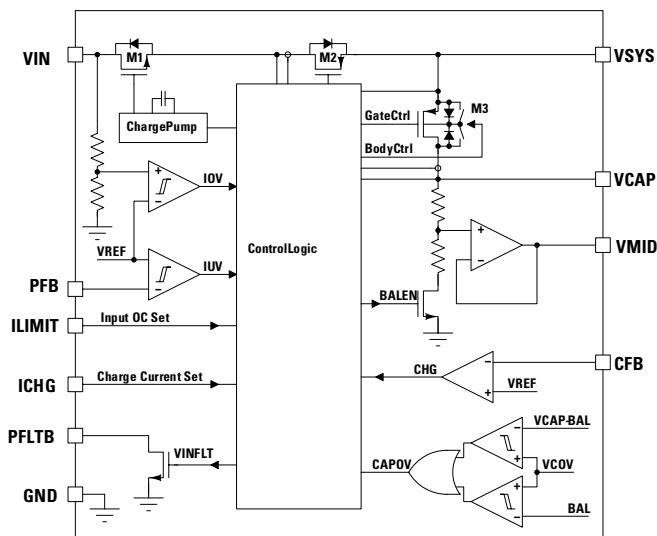 VIN
M1
M2
VSYS
M3
GateCtrl
ChargePump
BodyCtrl
+
IOV
-
VCAP
VREF
ControlLogic
+
-
VMID
-
IUV
PFB
BALEN
ILIMIT
Input OC Set
CHG
-
+
VREF
CFB
ICHG
Charge Current Set
VCAP-BAL
-
+
PFLTB
VINFLT
CAPOV
VCOV
+
-
BAL
GND